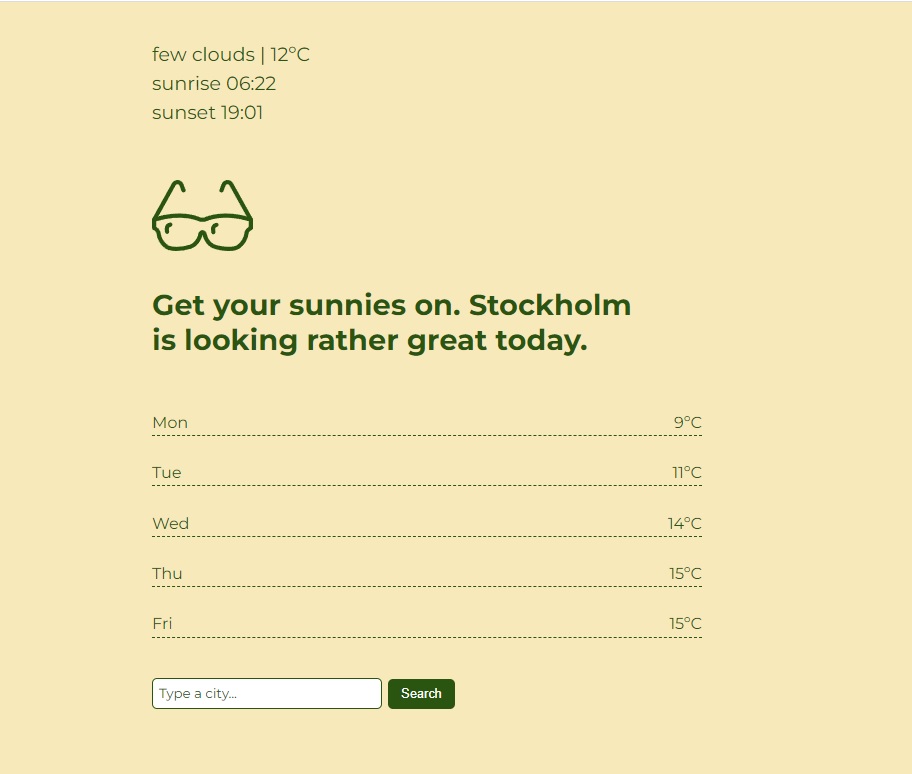 few clouds | 12°C
sunrise 06:22
sunset 19:01
Get your sunnies on. Stockholm
is looking rather great today.
Mon 9°C
Tue 11°C
Wed 14°C
Thu 15°C
Fri 15°C
Type a city... Search